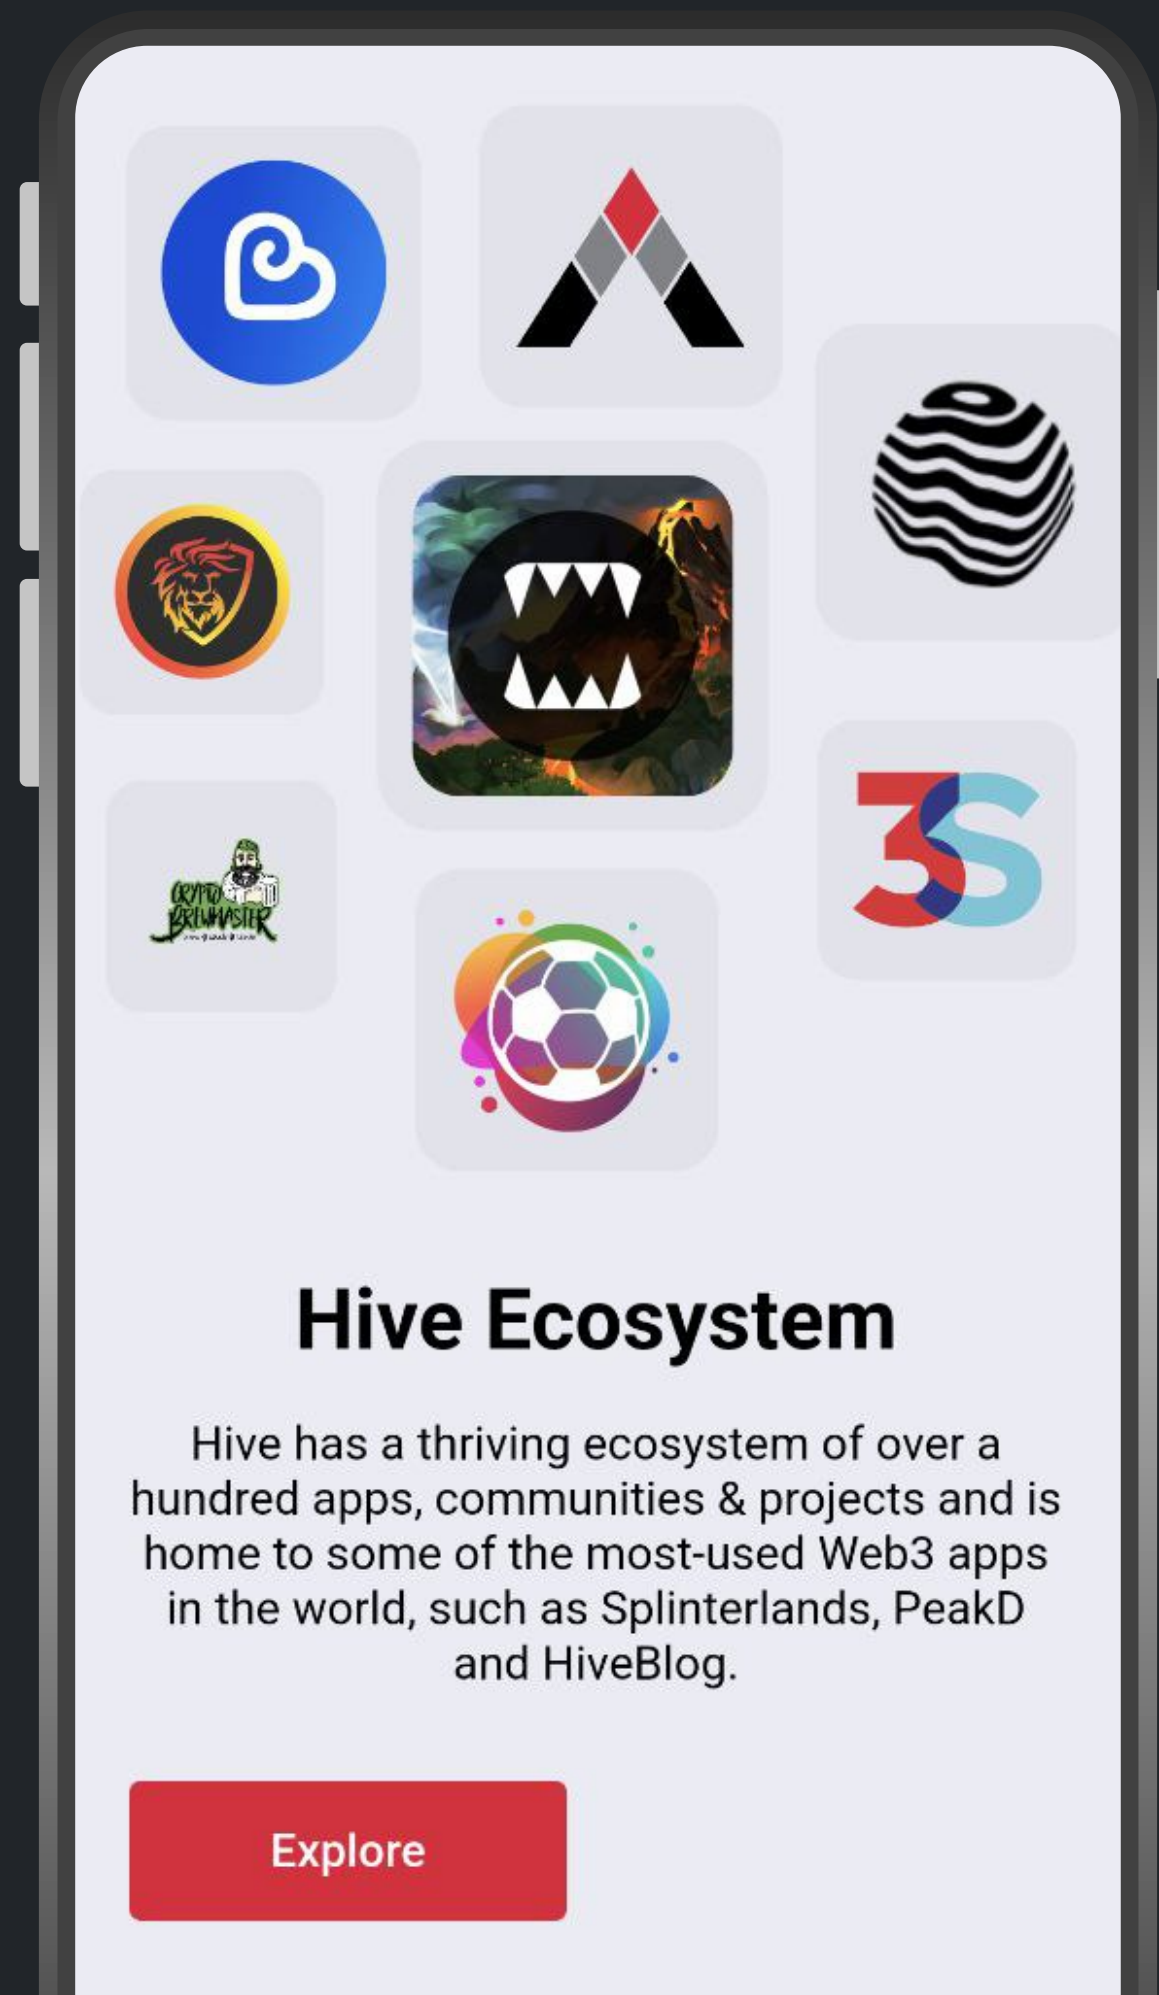 3S
CRYPTO
BREWMASTER
Hive Ecosystem
Hive has a thriving ecosystem of over a
hundred apps, communities & projects and is
home to some of the most-used Web3 apps
in the world, such as Splinterlands, PeakD
and HiveBlog.
Explore